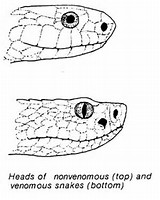 Heads of nonvenomous (top) and
venomous snakes (bottom)